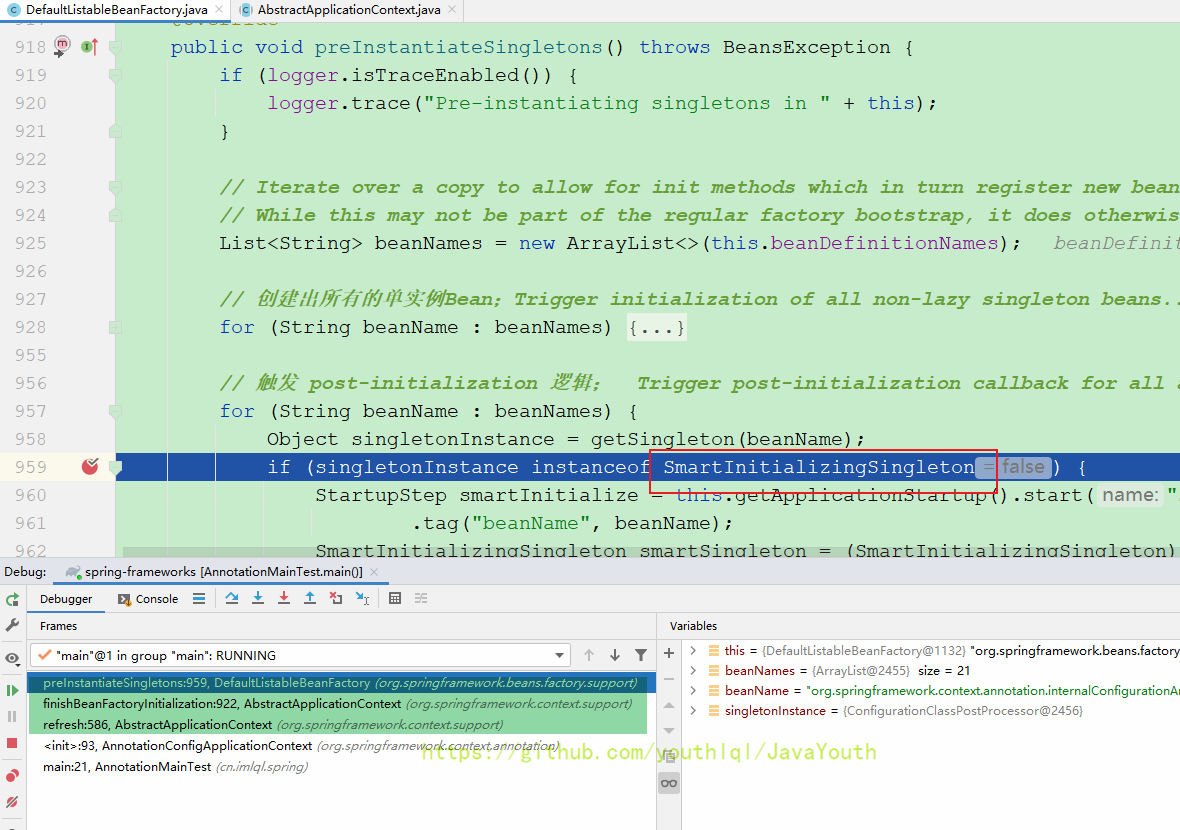 DefaultListableBeanFactory.java × AbstractApplicationContext.java ×
918 public void preInstantiateSingletons() throws BeansException {
919 if (logger.isTraceEnabled()) {
920 logger.trace("Pre-instantiating singletons in " + this);
921 }
922
923 // Iterate over a copy to allow for init methods which in turn register new bean
924 // While this may not be part of the regular factory bootstrap, it does otherwis
925 List<String> beanNames = new ArrayList<>(this.beanDefinitionNames); beanDefinit
926
927 // 创建出所有的单实例Bean；Trigger initialization of all non-lazy singleton beans..
928 for (String beanName : beanNames) {...}
955
956 // 触发 post-initialization 逻辑； Trigger post-initialization callback for all a
957 for (String beanName : beanNames) {
958 Object singletonInstance = getSingleton(beanName);
959 if (singletonInstance instanceof SmartInitializingSingleton = false) {
960 StartupStep smartInitialize = this.getApplicationStartup().start( name: "
961 .tag("beanName", beanName);
962 SmartInitializingSingleton smartSingleton = (SmartInitializingSingleton)
Debug: spring-frameworks [AnnotationMainTest.main()] ×
Debugger Console
Frames
"main"@1 in group "main": RUNNING
preInstantiateSingletons:959, DefaultListableBeanFactory (org.springframework.beans.factory.support)
finishBeanFactoryInitialization:922, AbstractApplicationContext (org.springframework.context.support)
refresh:586, AbstractApplicationContext (org.springframework.context.support)
<init>:93, AnnotationConfigApplicationContext (org.springframework.context.annotation)
main:21, AnnotationMainTest (cn.imlql.spring)
Variables
this = {DefaultListableBeanFactory@1132} "org.springframework.beans.factory
beanNames = {ArrayList@2455} size = 21
beanName = "org.springframework.context.annotation.internalConfigurationAn
singletonInstance = {ConfigurationClassPostProcessor@2456}
https://github.com/youthlql/JavaYouth